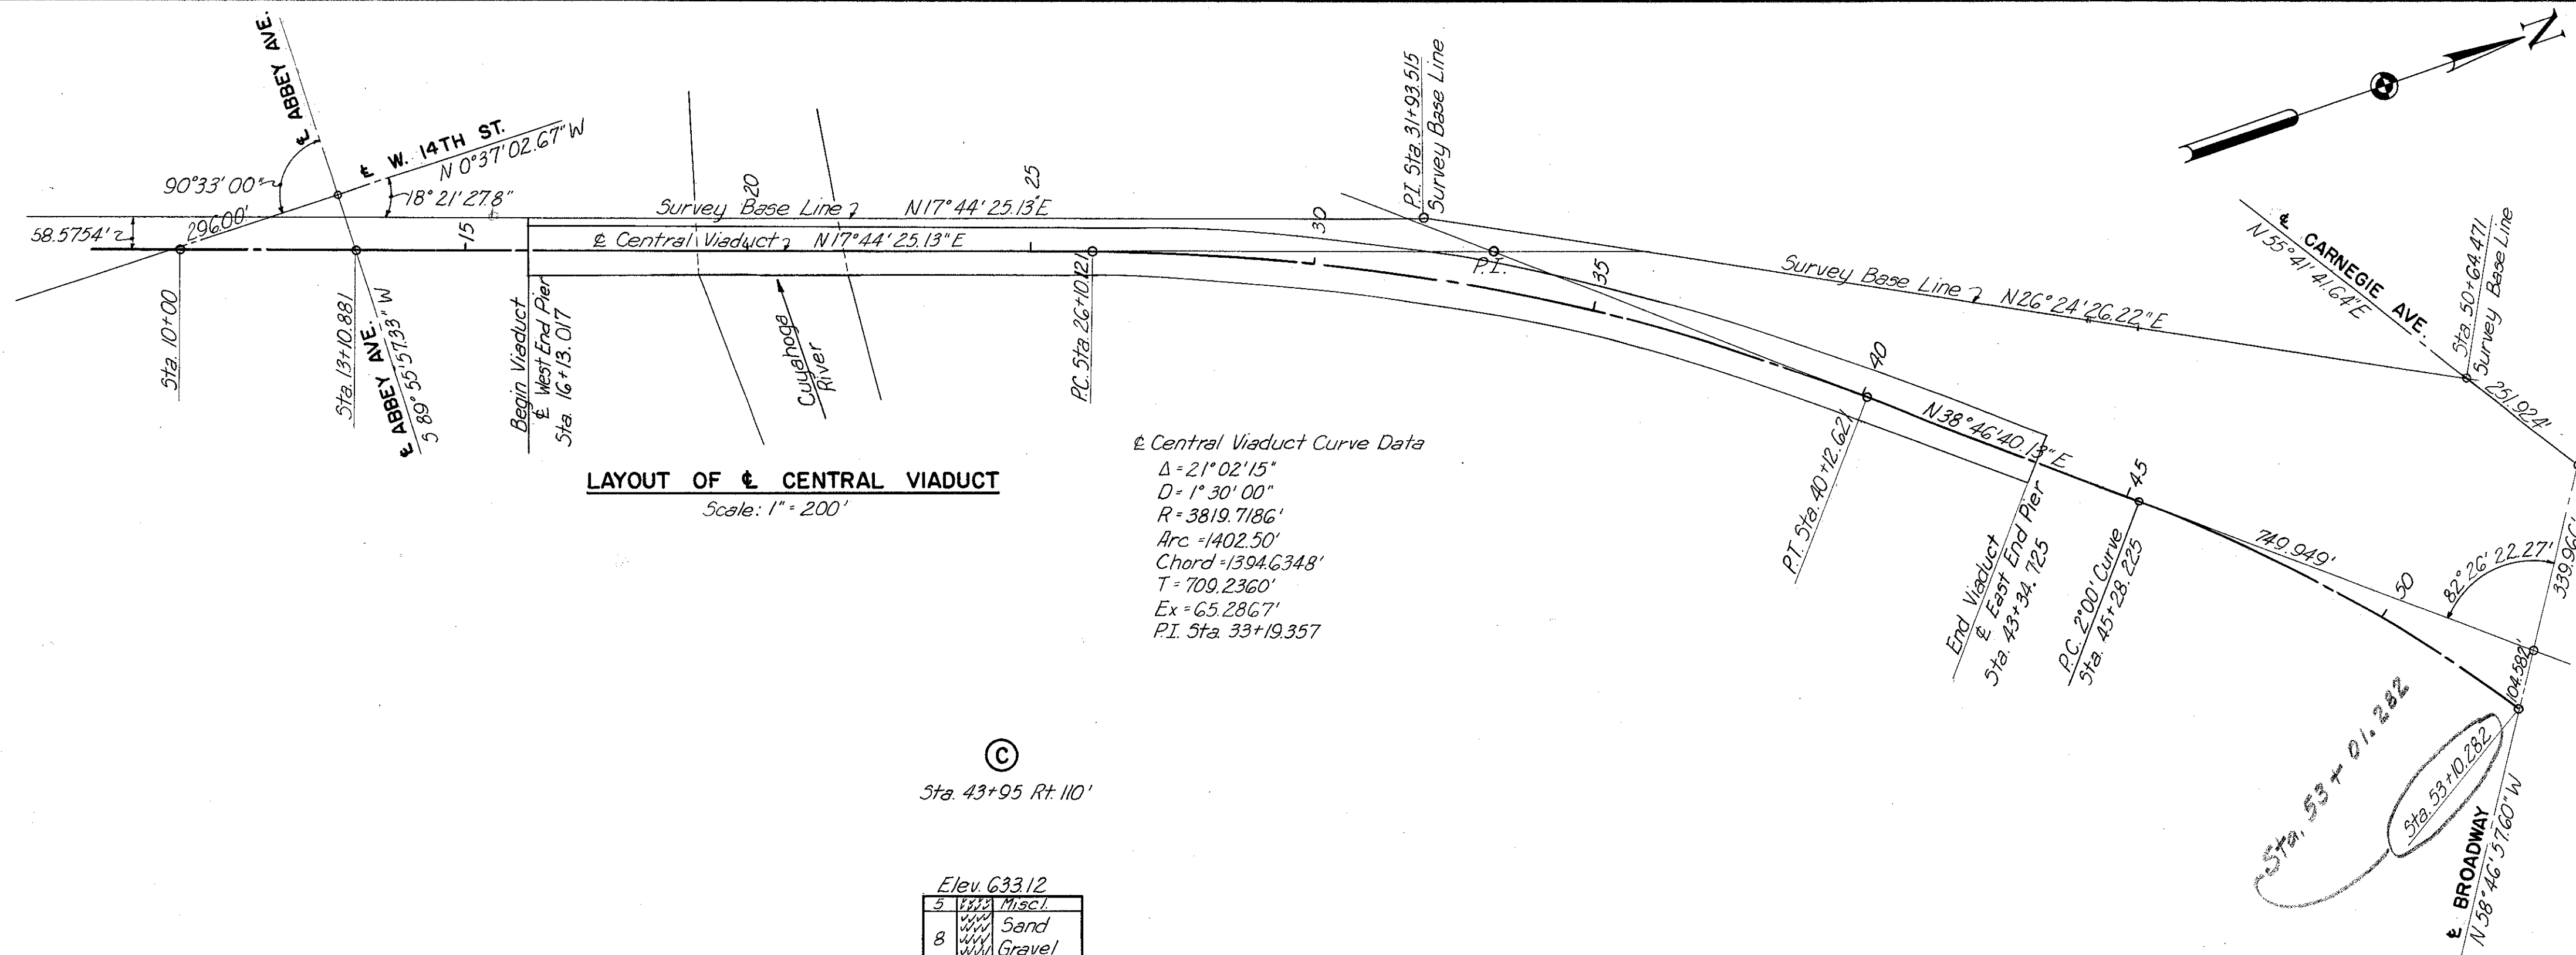 ℄ ABBEY AVE.
℄ W. 14TH ST.
N 0°37'02.67" W
90°33'00"
18°21'27.8"
296.00'
58.5754'
Sta. 10+00
Sta. 13+10.881
℄ ABBEY AVE.
S 89°55'57.33" W
15
Begin Viaduct
℄ West End Pier
Sta. 16+13.017
Survey Base Line
N17°44'25.13"E
20
℄ Central Viaduct
N17°44'25.13"E
25
Cuyahoga
River
P.C. Sta. 26+10.121
30
P.I. Sta. 31+93.515
Survey Base Line
P.I.
35
Survey Base Line
N26°24'26.22"E
40
P.T. Sta. 40+12.621
N38°46'40.13"E
End Viaduct
℄ East End Pier
Sta. 43+34.725
45
P.C. 2°00' Curve
Sta. 45+28.225
N
℄ CARNEGIE AVE.
N 55°41'41.64"E
Sta. 50+64.471
Survey Base Line
251.924'
749.949'
50
82°26'22.27'
339.966'
104.582'
Sta. 53+01.282
Sta. 53+10.282
℄ BROADWAY
N 58°46'57.60" W
LAYOUT OF ℄ CENTRAL VIADUCT
Scale: 1" = 200'
℄ Central Viaduct Curve Data
Δ = 21°02'15"
D = 1°30'00"
R = 3819.7186'
Arc = 1402.50'
Chord = 1394.6348'
T = 709.2360'
Ex = 65.2867'
P.I. Sta. 33+19.357
C
Sta. 43+95 Rt. 110'
Elev. 633.12
5 Miscl.
8 Sand
Gravel